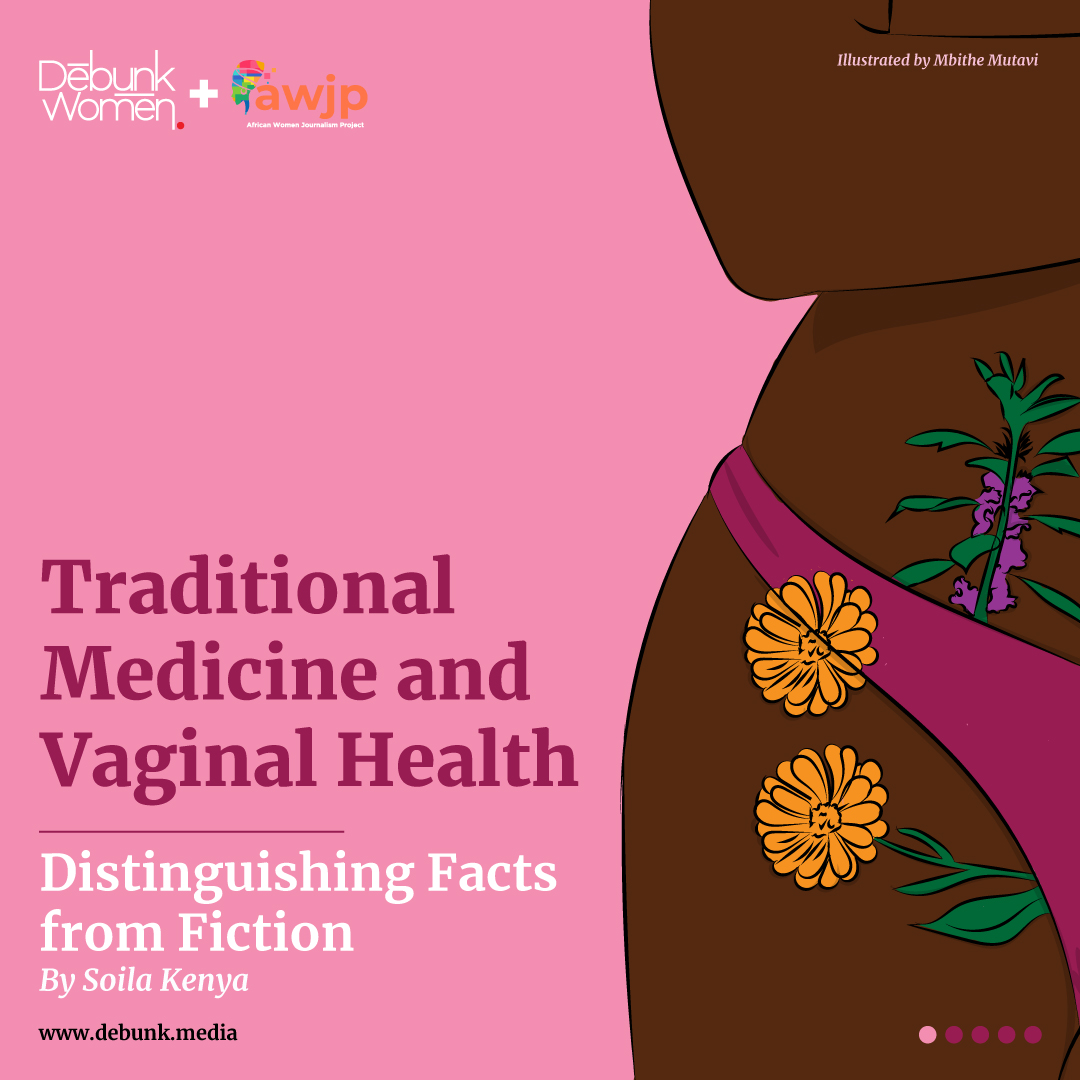 Dēbunk
Women.
+
awjp
African Women Journalism Project
Illustrated by Mbithe Mutavi
Traditional
Medicine and
Vaginal Health
Distinguishing Facts
from Fiction
By Soila Kenya
www.debunk.media